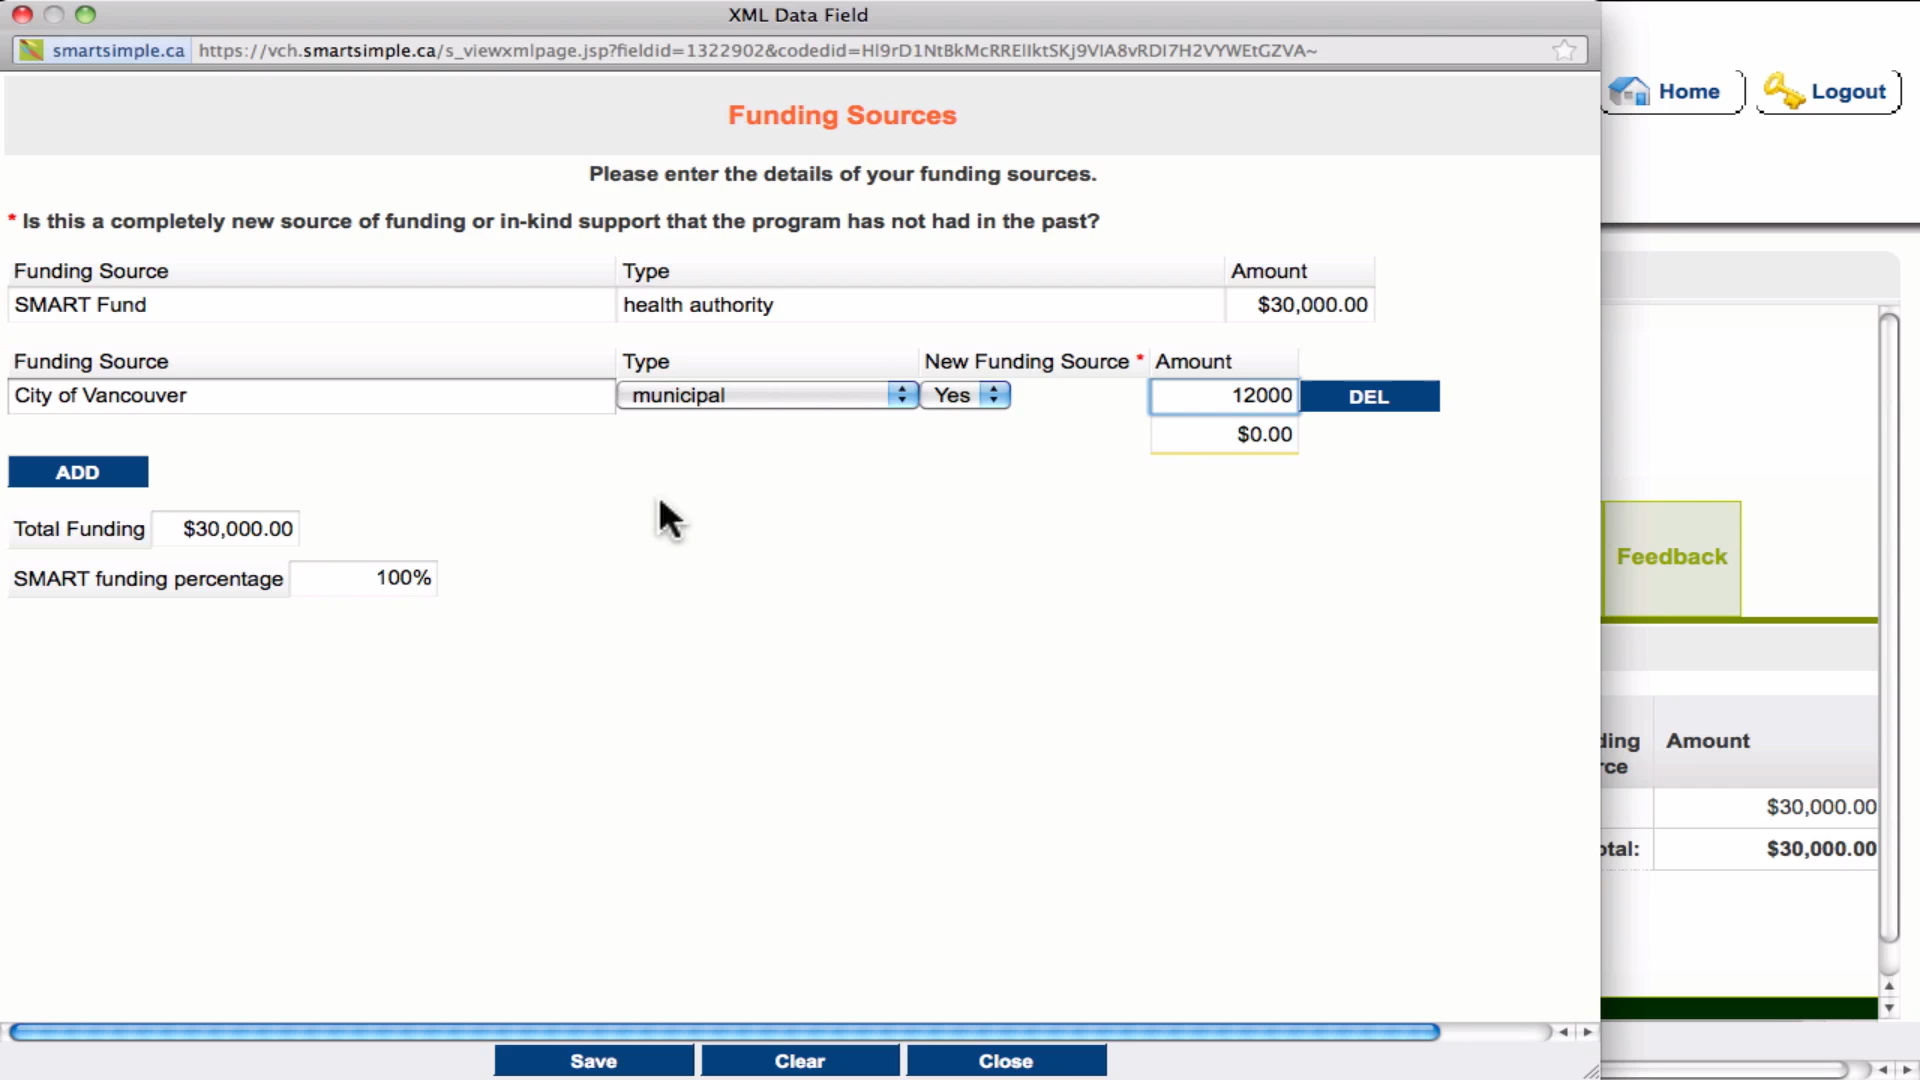 XML Data Field
smartsimple.ca https://vch.smartsimple.ca/s_viewxmlpage.jsp?fieldid=1322902&codedid=
Home Logout
Funding Sources
Please enter the details of your funding sources.
* Is this a completely new source of funding or in-kind support that the program has not had in the past?
Funding Source Type Amount
SMART Fund health authority $30,000.00
Funding Source Type New Funding Source * Amount
City of Vancouver municipal Yes 12000 DEL
$0.00
ADD
Total Funding $30,000.00
SMART funding percentage 100%
Feedback
Amount
$30,000.00
$30,000.00
Save Clear Close